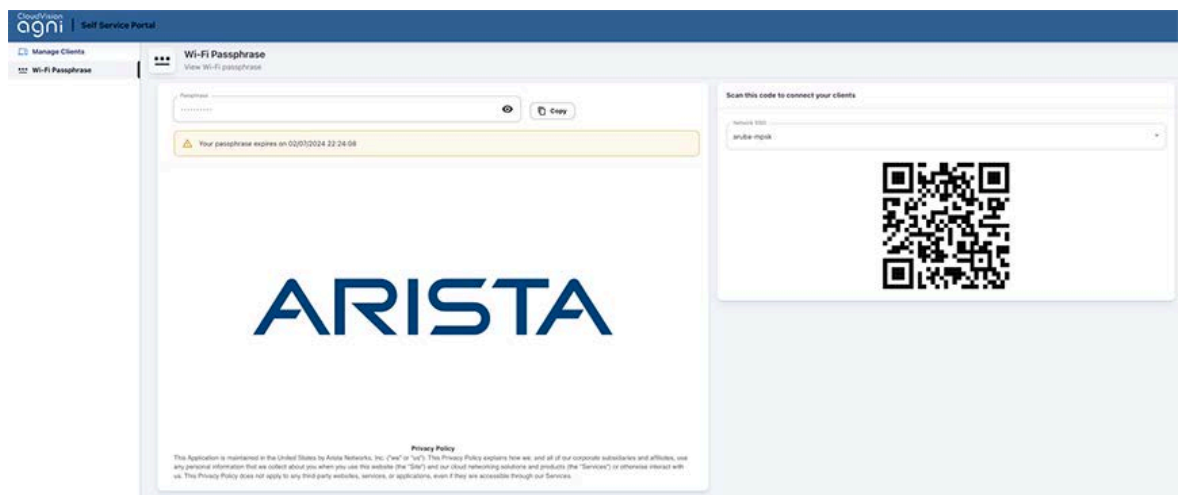 CloudVision
agni | Self Service Portal
Manage Clients
Wi-Fi Passphrase
Wi-Fi Passphrase
View Wi-Fi passphrase
Passphrase
Copy
Your passphrase expires on 02/07/2024 22:24:08
ARISTA
Privacy Policy
This Application is maintained in the United States by Arista Networks, Inc. ("we" or "us"). This Privacy Policy explains how we, and all of our corporate subsidiaries and affiliates, use
any personal information that we collect about you when you use this website (the "Site") and our cloud networking solutions and products (the "Services") or otherwise interact with
us. This Privacy Policy does not apply to any third-party websites, services, or applications, even if they are accessible through our Services.
Scan this code to connect your clients
Network SSID
aruba-mpsk